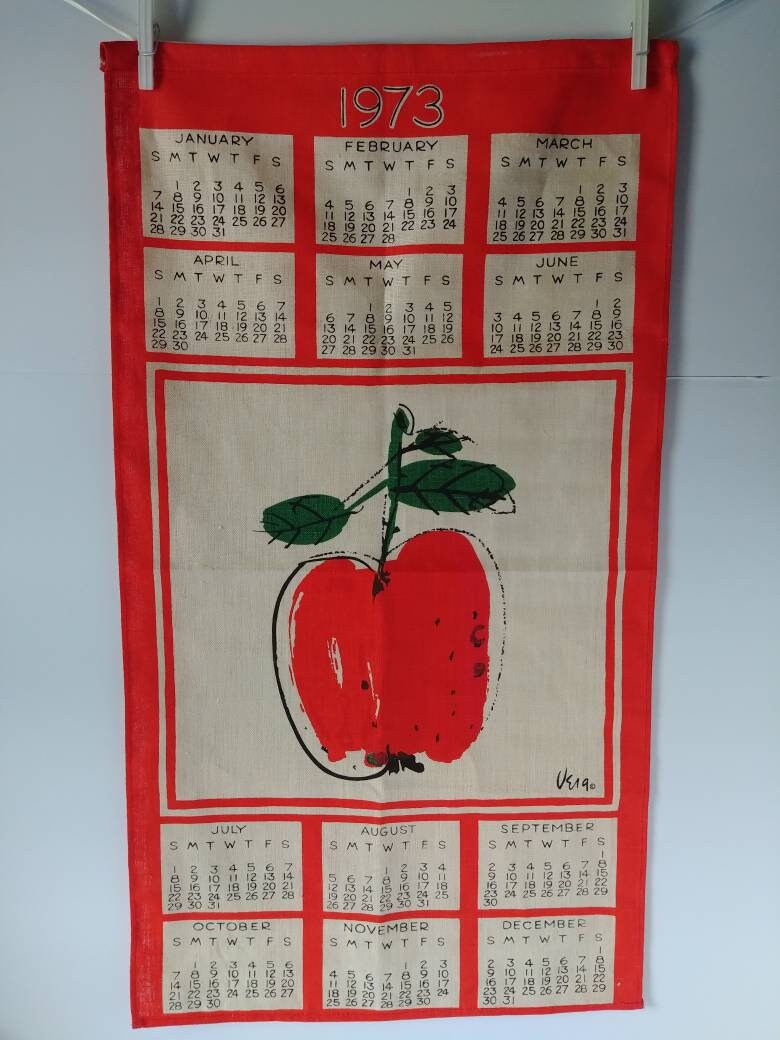 1973
JANUARY
S M T W T F S
1 2 3 4 5 6
7 8 9 10 11 12 13
14 15 16 17 18 19 20
21 22 23 24 25 26 27
28 29 30 31
FEBRUARY
S M T W T F S
1 2 3
4 5 6 7 8 9 10
11 12 13 14 15 16 17
18 19 20 21 22 23 24
25 26 27 28
MARCH
S M T W T F S
1 2 3
4 5 6 7 8 9 10
11 12 13 14 15 16 17
18 19 20 21 22 23 24
25 26 27 28 29 30 31
APRIL
S M T W T F S
1 2 3 4 5 6 7
8 9 10 11 12 13 14
15 16 17 18 19 20 21
22 23 24 25 26 27 28
29 30
MAY
S M T W T F S
1 2 3 4 5
6 7 8 9 10 11 12
13 14 15 16 17 18 19
20 21 22 23 24 25 26
27 28 29 30 31
JUNE
S M T W T F S
1 2
3 4 5 6 7 8 9
10 11 12 13 14 15 16
17 18 19 20 21 22 23
24 25 26 27 28 29 30
Vera©
JULY
S M T W T F S
1 2 3 4 5 6 7
8 9 10 11 12 13 14
15 16 17 18 19 20 21
22 23 24 25 26 27 28
29 30 31
AUGUST
S M T W T F S
1 2 3 4
5 6 7 8 9 10 11
12 13 14 15 16 17 18
19 20 21 22 23 24 25
26 27 28 29 30 31
SEPTEMBER
S M T W T F S
1
2 3 4 5 6 7 8
9 10 11 12 13 14 15
16 17 18 19 20 21 22
23 24 25 26 27 28 29
30
OCTOBER
S M T W T F S
1 2 3 4 5 6
7 8 9 10 11 12 13
14 15 16 17 18 19 20
21 22 23 24 25 26 27
28 29 30 31
NOVEMBER
S M T W T F S
1 2 3
4 5 6 7 8 9 10
11 12 13 14 15 16 17
18 19 20 21 22 23 24
25 26 27 28 29 30
DECEMBER
S M T W T F S
1
2 3 4 5 6 7 8
9 10 11 12 13 14 15
16 17 18 19 20 21 22
23 24 25 26 27 28 29
30 31